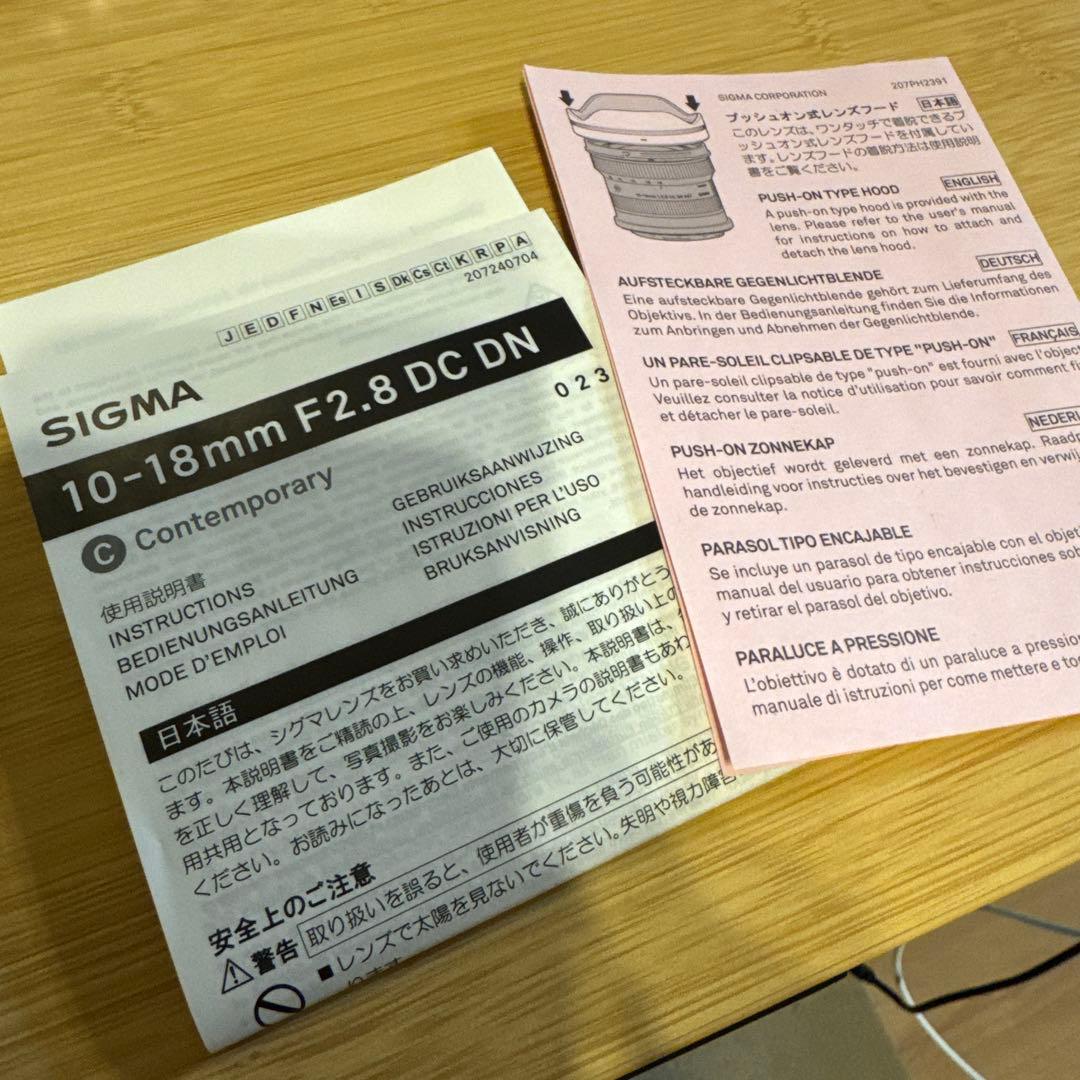 J E D F N Es I S Dk Cs Ct K R P A
207240704
SIGMA
10-18mm F2.8 DC DN
023
C Contemporary
使用説明書
INSTRUCTIONS
BEDIENUNGSANLEITUNG
MODE D'EMPLOI
GEBRUIKSAANWIJZING
INSTRUCCIONES
ISTRUZIONI PER L'USO
BRUKSANVISNING
日本語
このたびは、シグマレンズをお買い求めいただき、誠にありがとう
ます。本説明書をご精読の上、レンズの機能、操作、取り扱い上の
を正しく理解して、写真撮影をお楽しみください。本説明書は、
用共用となっております。また、ご使用のカメラの説明書もあわ
ください。お読みになったあとは、大切に保管してください。
安全上のご注意
警告 取り扱いを誤ると、使用者が重傷を負う可能性があ
■レンズで太陽を見ないでください。失明や視力障害
ります
SIGMA CORPORATION
207PH2391
プッシュオン式レンズフード 日本語
このレンズは、ワンタッチで着脱できるプ
ッシュオン式レンズフードを付属してい
ます。レンズフードの着脱方法は使用説明
書をご覧ください。
PUSH-ON TYPE HOOD ENGLISH
A push-on type hood is provided with the
lens. Please refer to the user's manual
for instructions on how to attach and
detach the lens hood.
AUFSTECKBARE GEGENLICHTBLENDE DEUTSCH
Eine aufsteckbare Gegenlichtblende gehört zum Lieferumfang des
Objektivs. In der Bedienungsanleitung finden Sie die Informationen
zum Anbringen und Abnehmen der Gegenlichtblende.
UN PARE-SOLEIL CLIPSABLE DE TYPE "PUSH-ON" FRANÇAIS
Un pare-soleil clipsable de type "push-on" est fourni avec l'object
Veuillez consulter la notice d'utilisation pour savoir comment fi
et détacher le pare-soleil.
PUSH-ON ZONNEKAP NEDERL
Het objectief wordt geleverd met een zonnekap. Raadp
handleiding voor instructies over het bevestigen en verwij
de zonnekap.
PARASOL TIPO ENCAJABLE
Se incluye un parasol de tipo encajable con el objet
manual del usuario para obtener instrucciones sob
y retirar el parasol del objetivo.
PARALUCE A PRESSIONE
L'obiettivo è dotato di un paraluce a pression
manuale di istruzioni per come mettere e tog